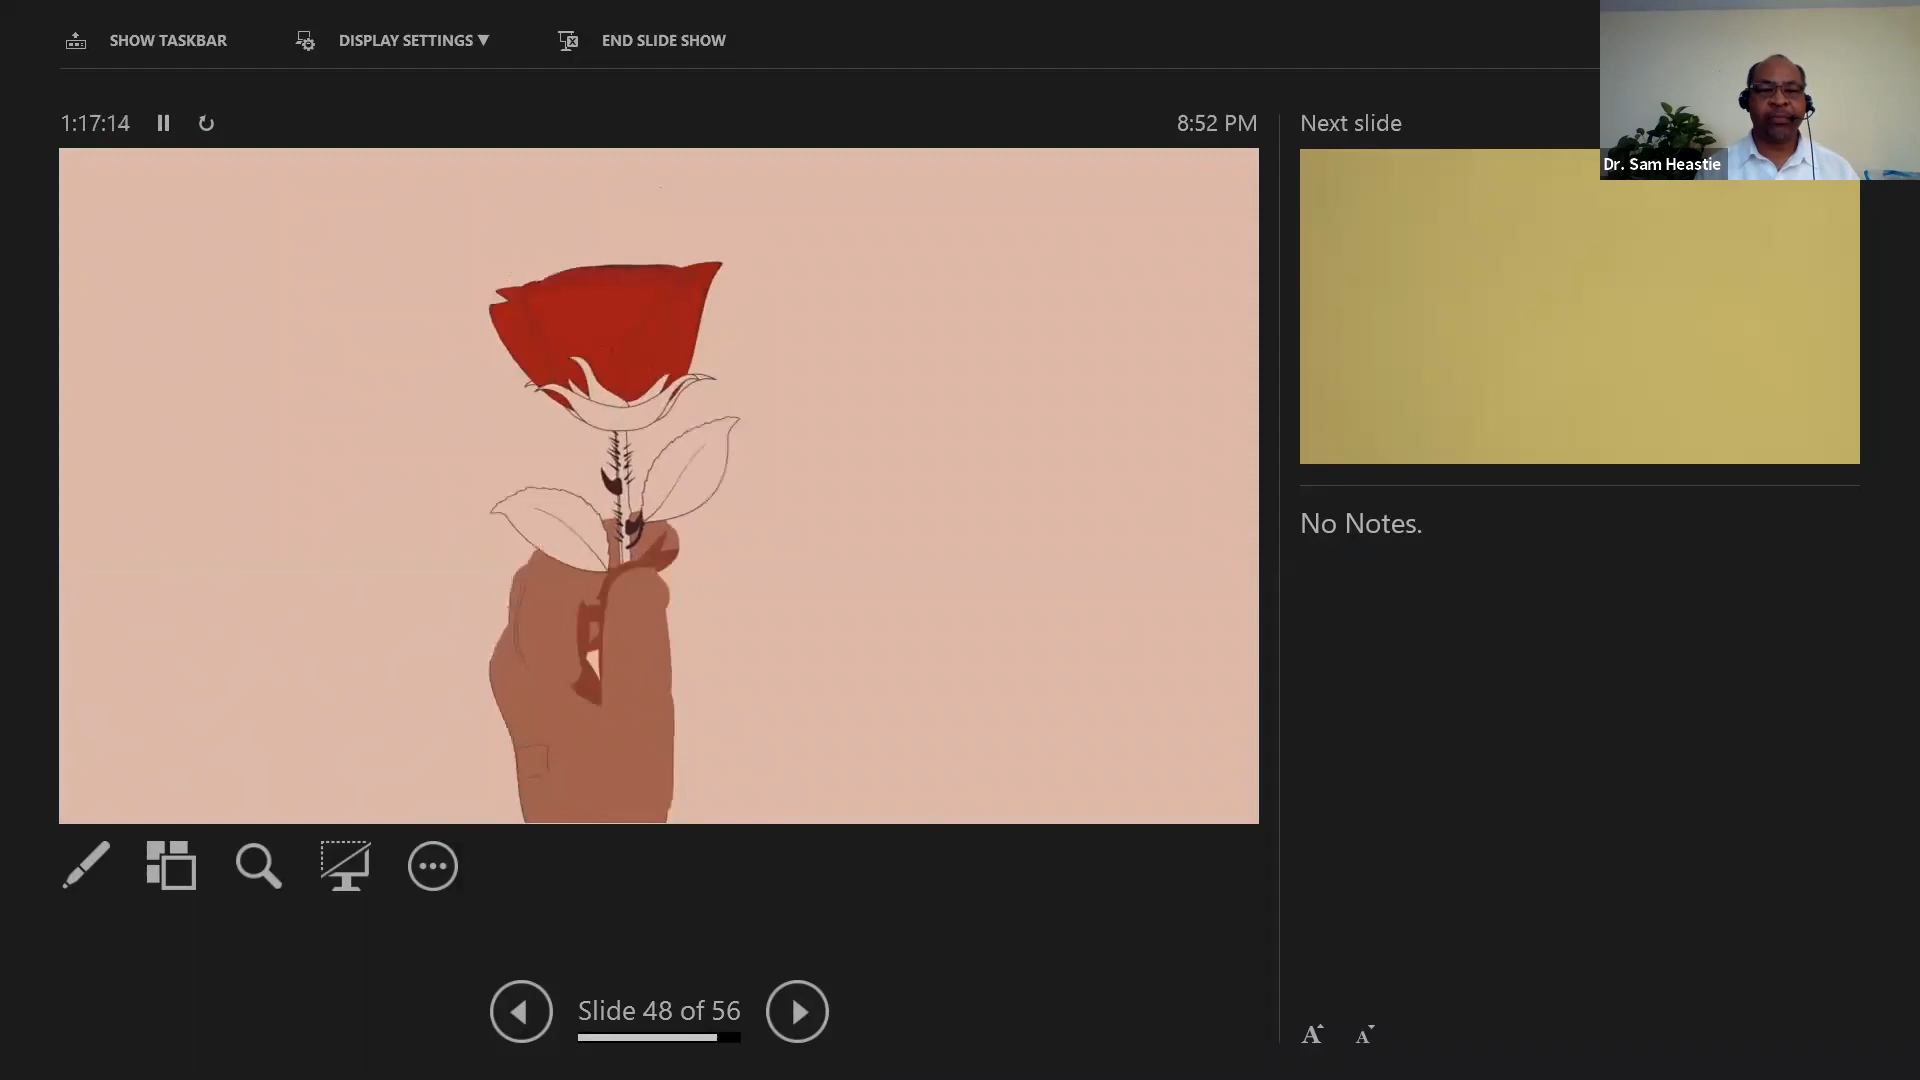 SHOW TASKBAR
DISPLAY SETTINGS ▼
END SLIDE SHOW
1:17:14
8:52 PM
Next slide
Dr. Sam Heastie
No Notes.
Slide 48 of 56
A
A